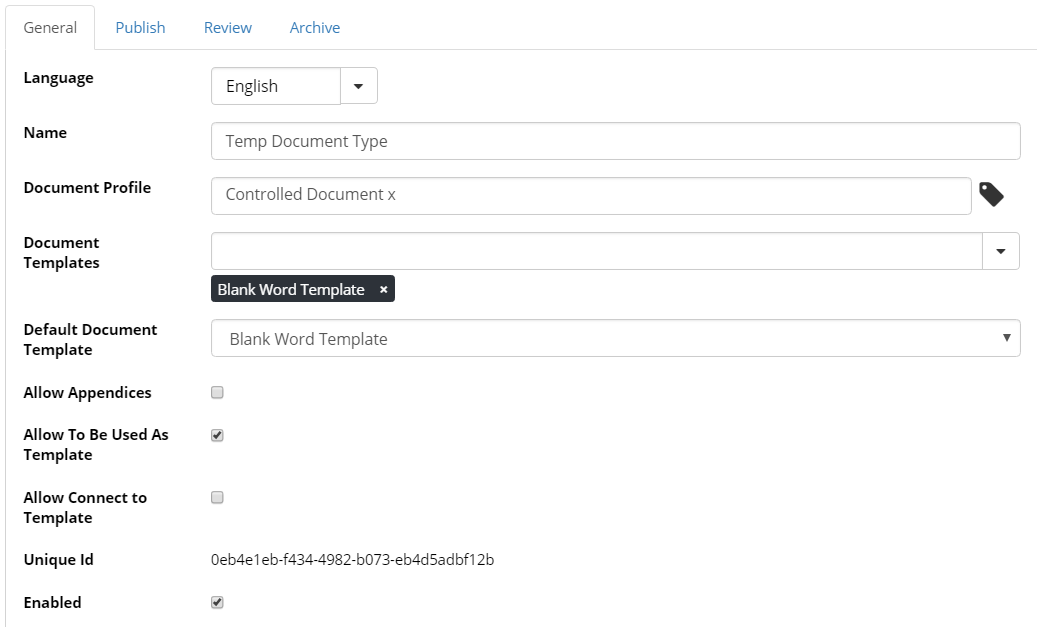 General Publish Review Archive
Language English
Name Temp Document Type
Document Profile Controlled Document x
Document
Templates
Blank Word Template ×
Default Document
Template Blank Word Template
Allow Appendices
Allow To Be Used As
Template
Allow Connect to
Template
Unique Id 0eb4e1eb-f434-4982-b073-eb4d5adbf12b
Enabled